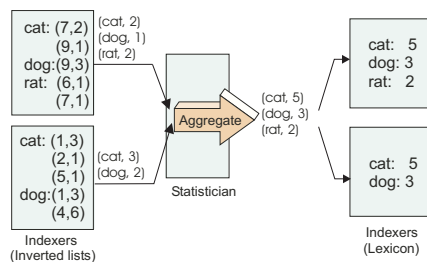 cat: (7,2)
(9,1)
dog:(9,3)
rat: (6,1)
(7,1)
(cat, 2)
(dog, 1)
(rat, 2)
cat: (1,3)
(2,1)
(5,1)
dog:(1,3)
(4,6)
(cat, 3)
(dog, 2)
Indexers
(Inverted lists)
Aggregate
Statistician
(cat, 5)
(dog, 3)
(rat, 2)
cat: 5
dog: 3
rat: 2
cat: 5
dog: 3
Indexers
(Lexicon)